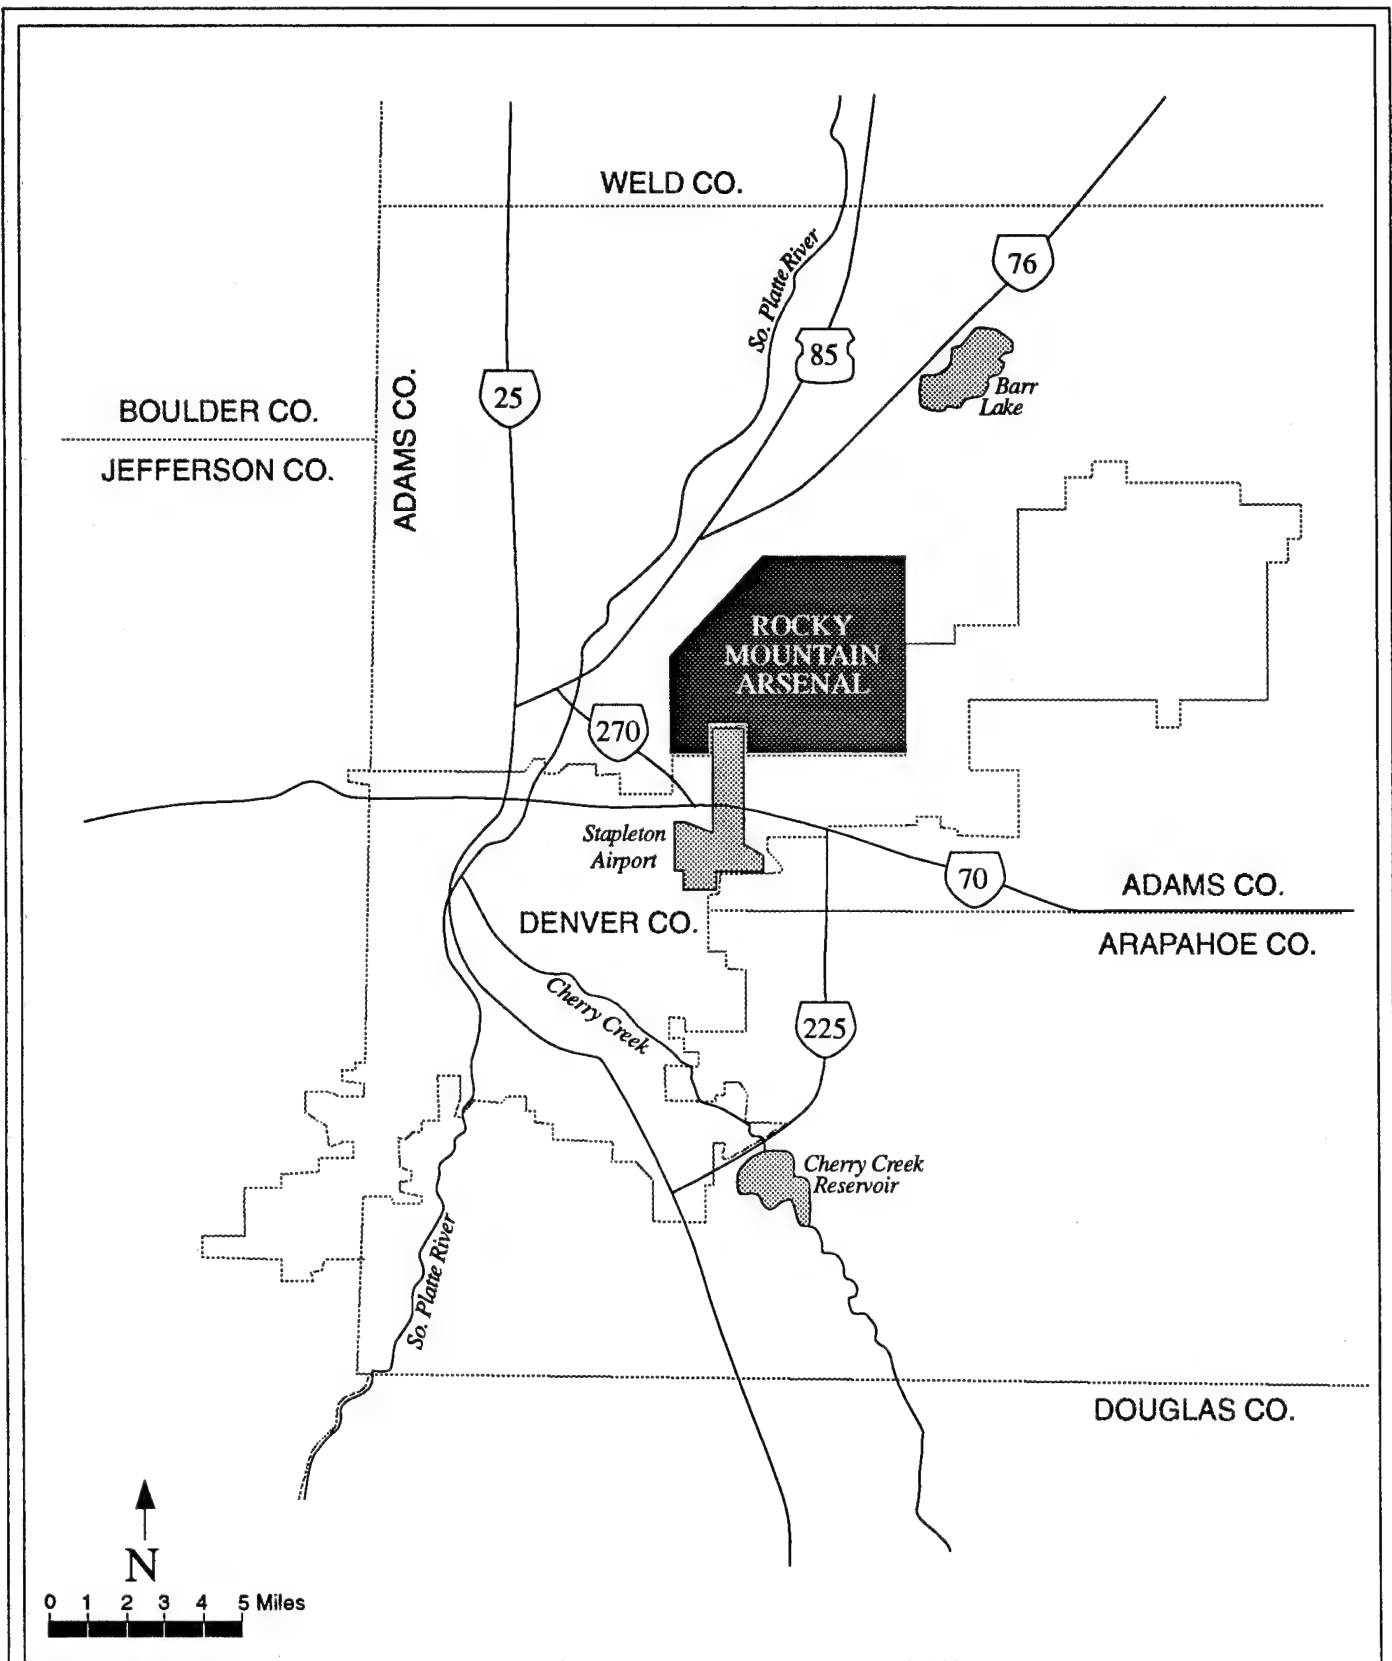 WELD CO.
76
So. Platte River
85
Barr
Lake
25
ADAMS CO.
BOULDER CO.
JEFFERSON CO.
ROCKY
MOUNTAIN
ARSENAL
270
Stapleton
Airport
70
ADAMS CO.
DENVER CO.
ARAPAHOE CO.
Cherry Creek
225
Cherry Creek
Reservoir
So. Platte River
DOUGLAS CO.
N
0 1 2 3 4 5 Miles